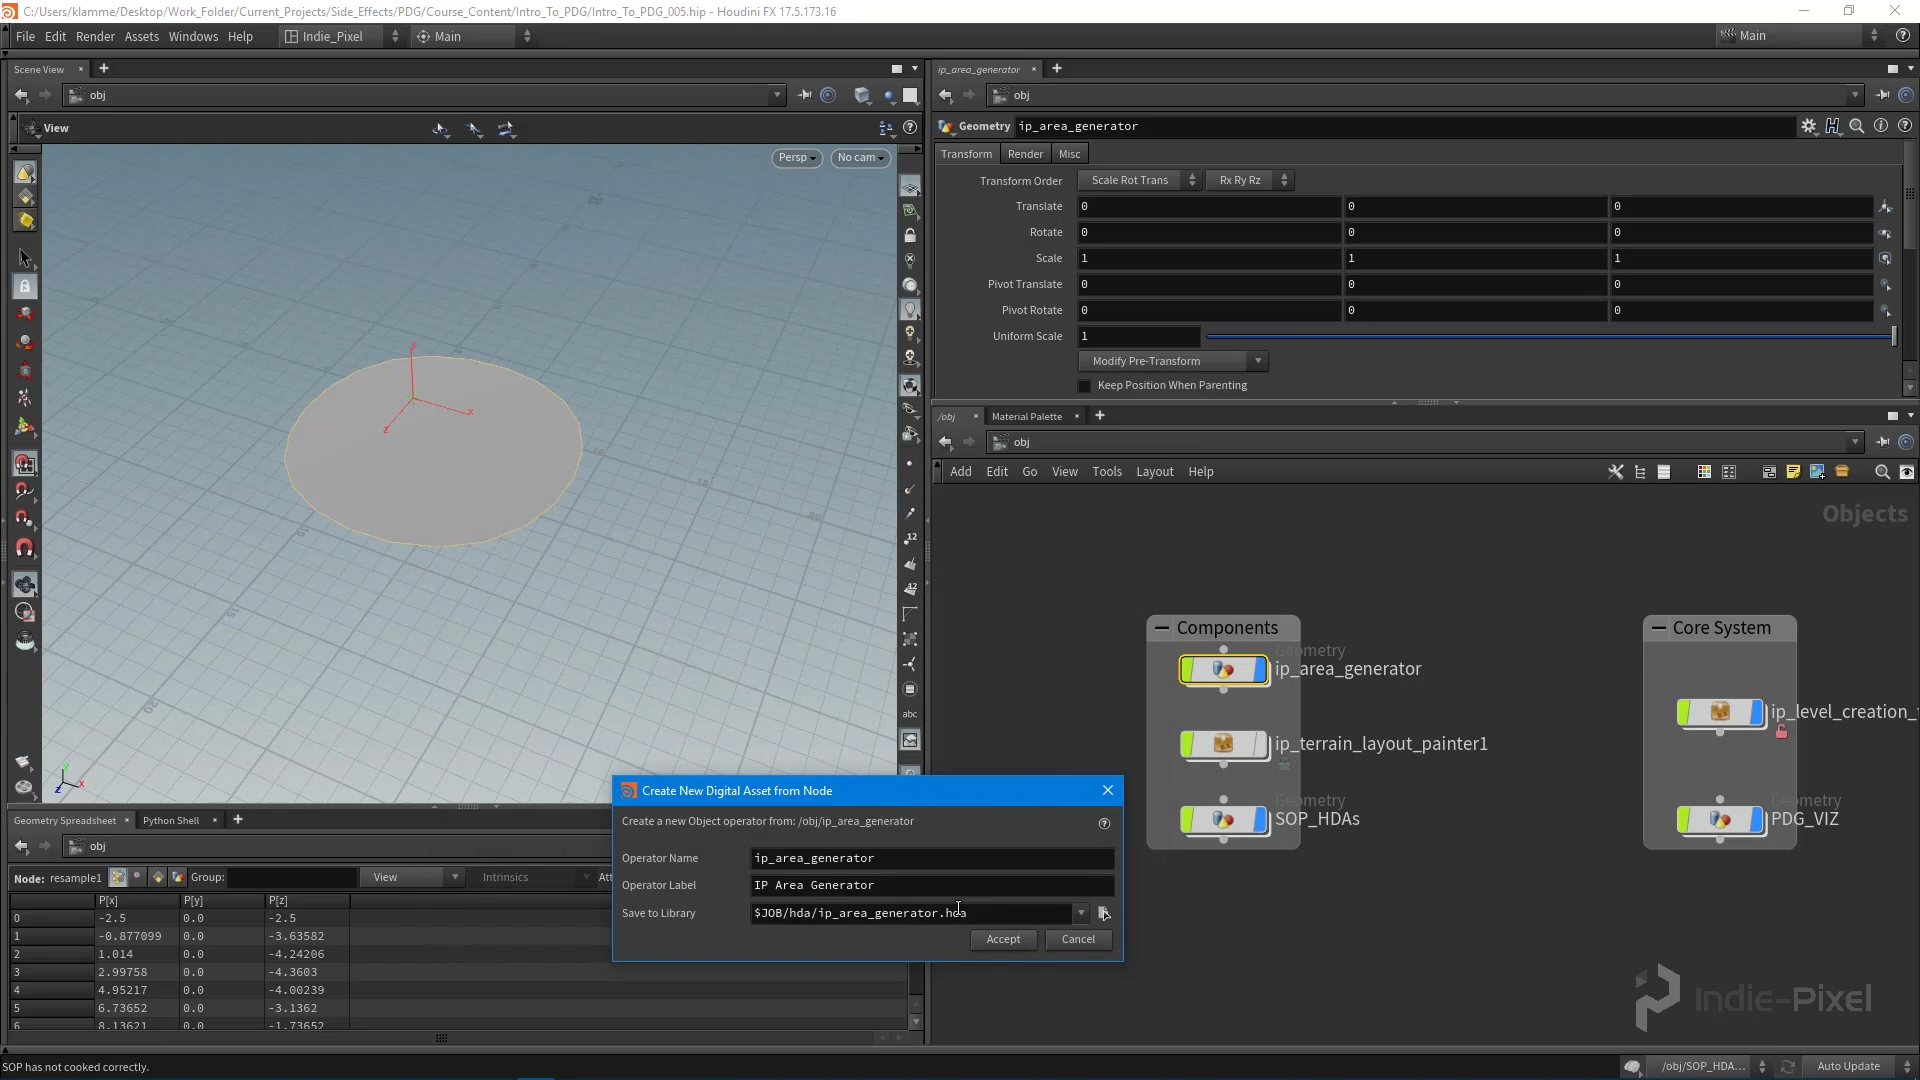 C:/Users/klamme/Desktop/Work_Folder/Current_Projects/Side_Effects/PDG/Course_Content/Intro_To_PDG/Intro_To_PDG_005.hip - Houdini FX 17.5.173.16
File Edit Render Assets Windows Help Indie_Pixel Main Main
Scene View
obj
View
Persp No cam
ip_area_generator
obj
Geometry ip_area_generator
Transform Render Misc
Transform Order Scale Rot Trans Rx Ry Rz
Translate 0 0 0
Rotate 0 0 0
Scale 1 1 1
Pivot Translate 0 0 0
Pivot Rotate 0 0 0
Uniform Scale 1
Modify Pre-Transform
Keep Position When Parenting
/obj Material Palette
obj
Add Edit Go View Tools Layout Help
Objects
Components
Geometry
ip_area_generator
ip_terrain_layout_painter1
Geometry
SOP_HDAs
Core System
ip_level_creation_
Geometry
PDG_VIZ
Indie-Pixel
Create New Digital Asset from Node
Create a new Object operator from: /obj/ip_area_generator
Operator Name ip_area_generator
Operator Label IP Area Generator
Save to Library $JOB/hda/ip_area_generator.hda
Accept Cancel
Geometry Spreadsheet Python Shell
obj
Node: resample1 Group: View Intrinsics Att
P[x] P[y] P[z]
0 -2.5 0.0 -2.5
1 -0.877099 0.0 -3.63582
2 1.014 0.0 -4.24206
3 2.99758 0.0 -4.3603
4 4.95217 0.0 -4.00239
5 6.73652 0.0 -3.1362
6 8.13621 0.0 -1.73652
SOP has not cooked correctly.
/obj/SOP_HDA... Auto Update